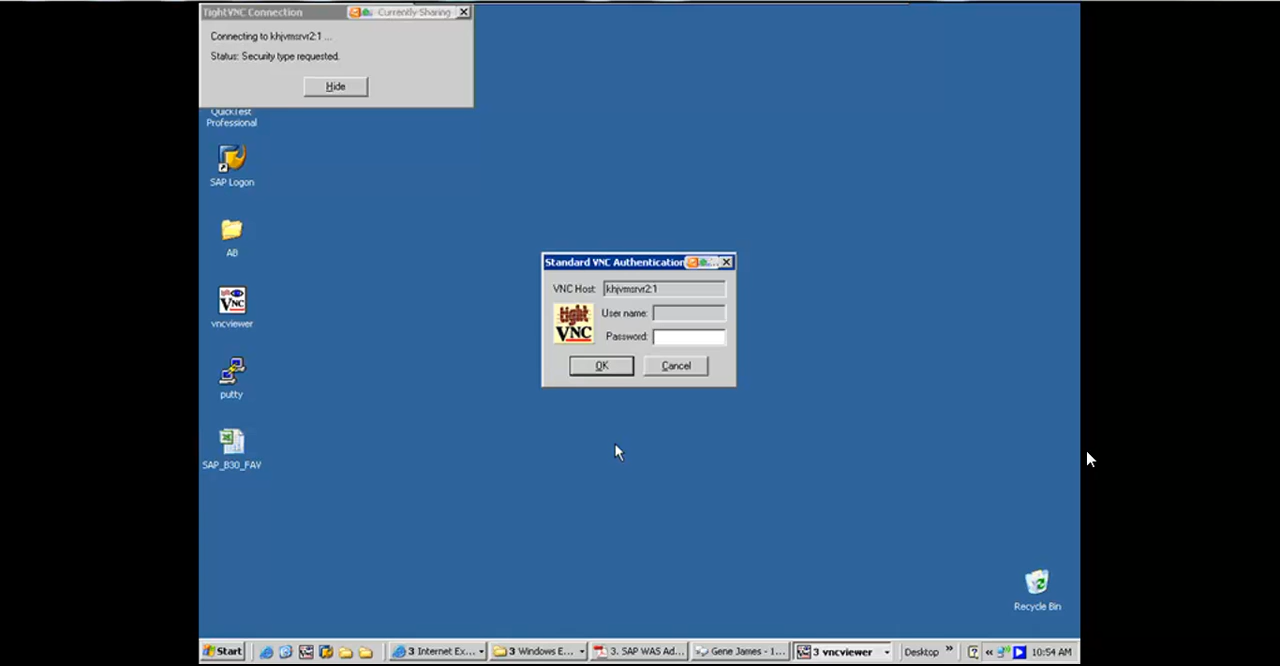 TightVNC Connection
Currently Sharing
Connecting to khjvmsrvr2:1 ...
Status: Security type requested.
Hide
QuickTest
Professional
SAP Logon
AB
VNC
vncviewer
putty
SAP_B30_FAV
Standard VNC Authentication
VNC Host: khjvmsrvr2:1
tight
VNC
User name:
Password:
OK
Cancel
Recycle Bin
Start
3 Internet Ex...
3 Windows E...
3. SAP WAS Ad...
Gene James - 1...
3 vncviewer
Desktop
10:54 AM